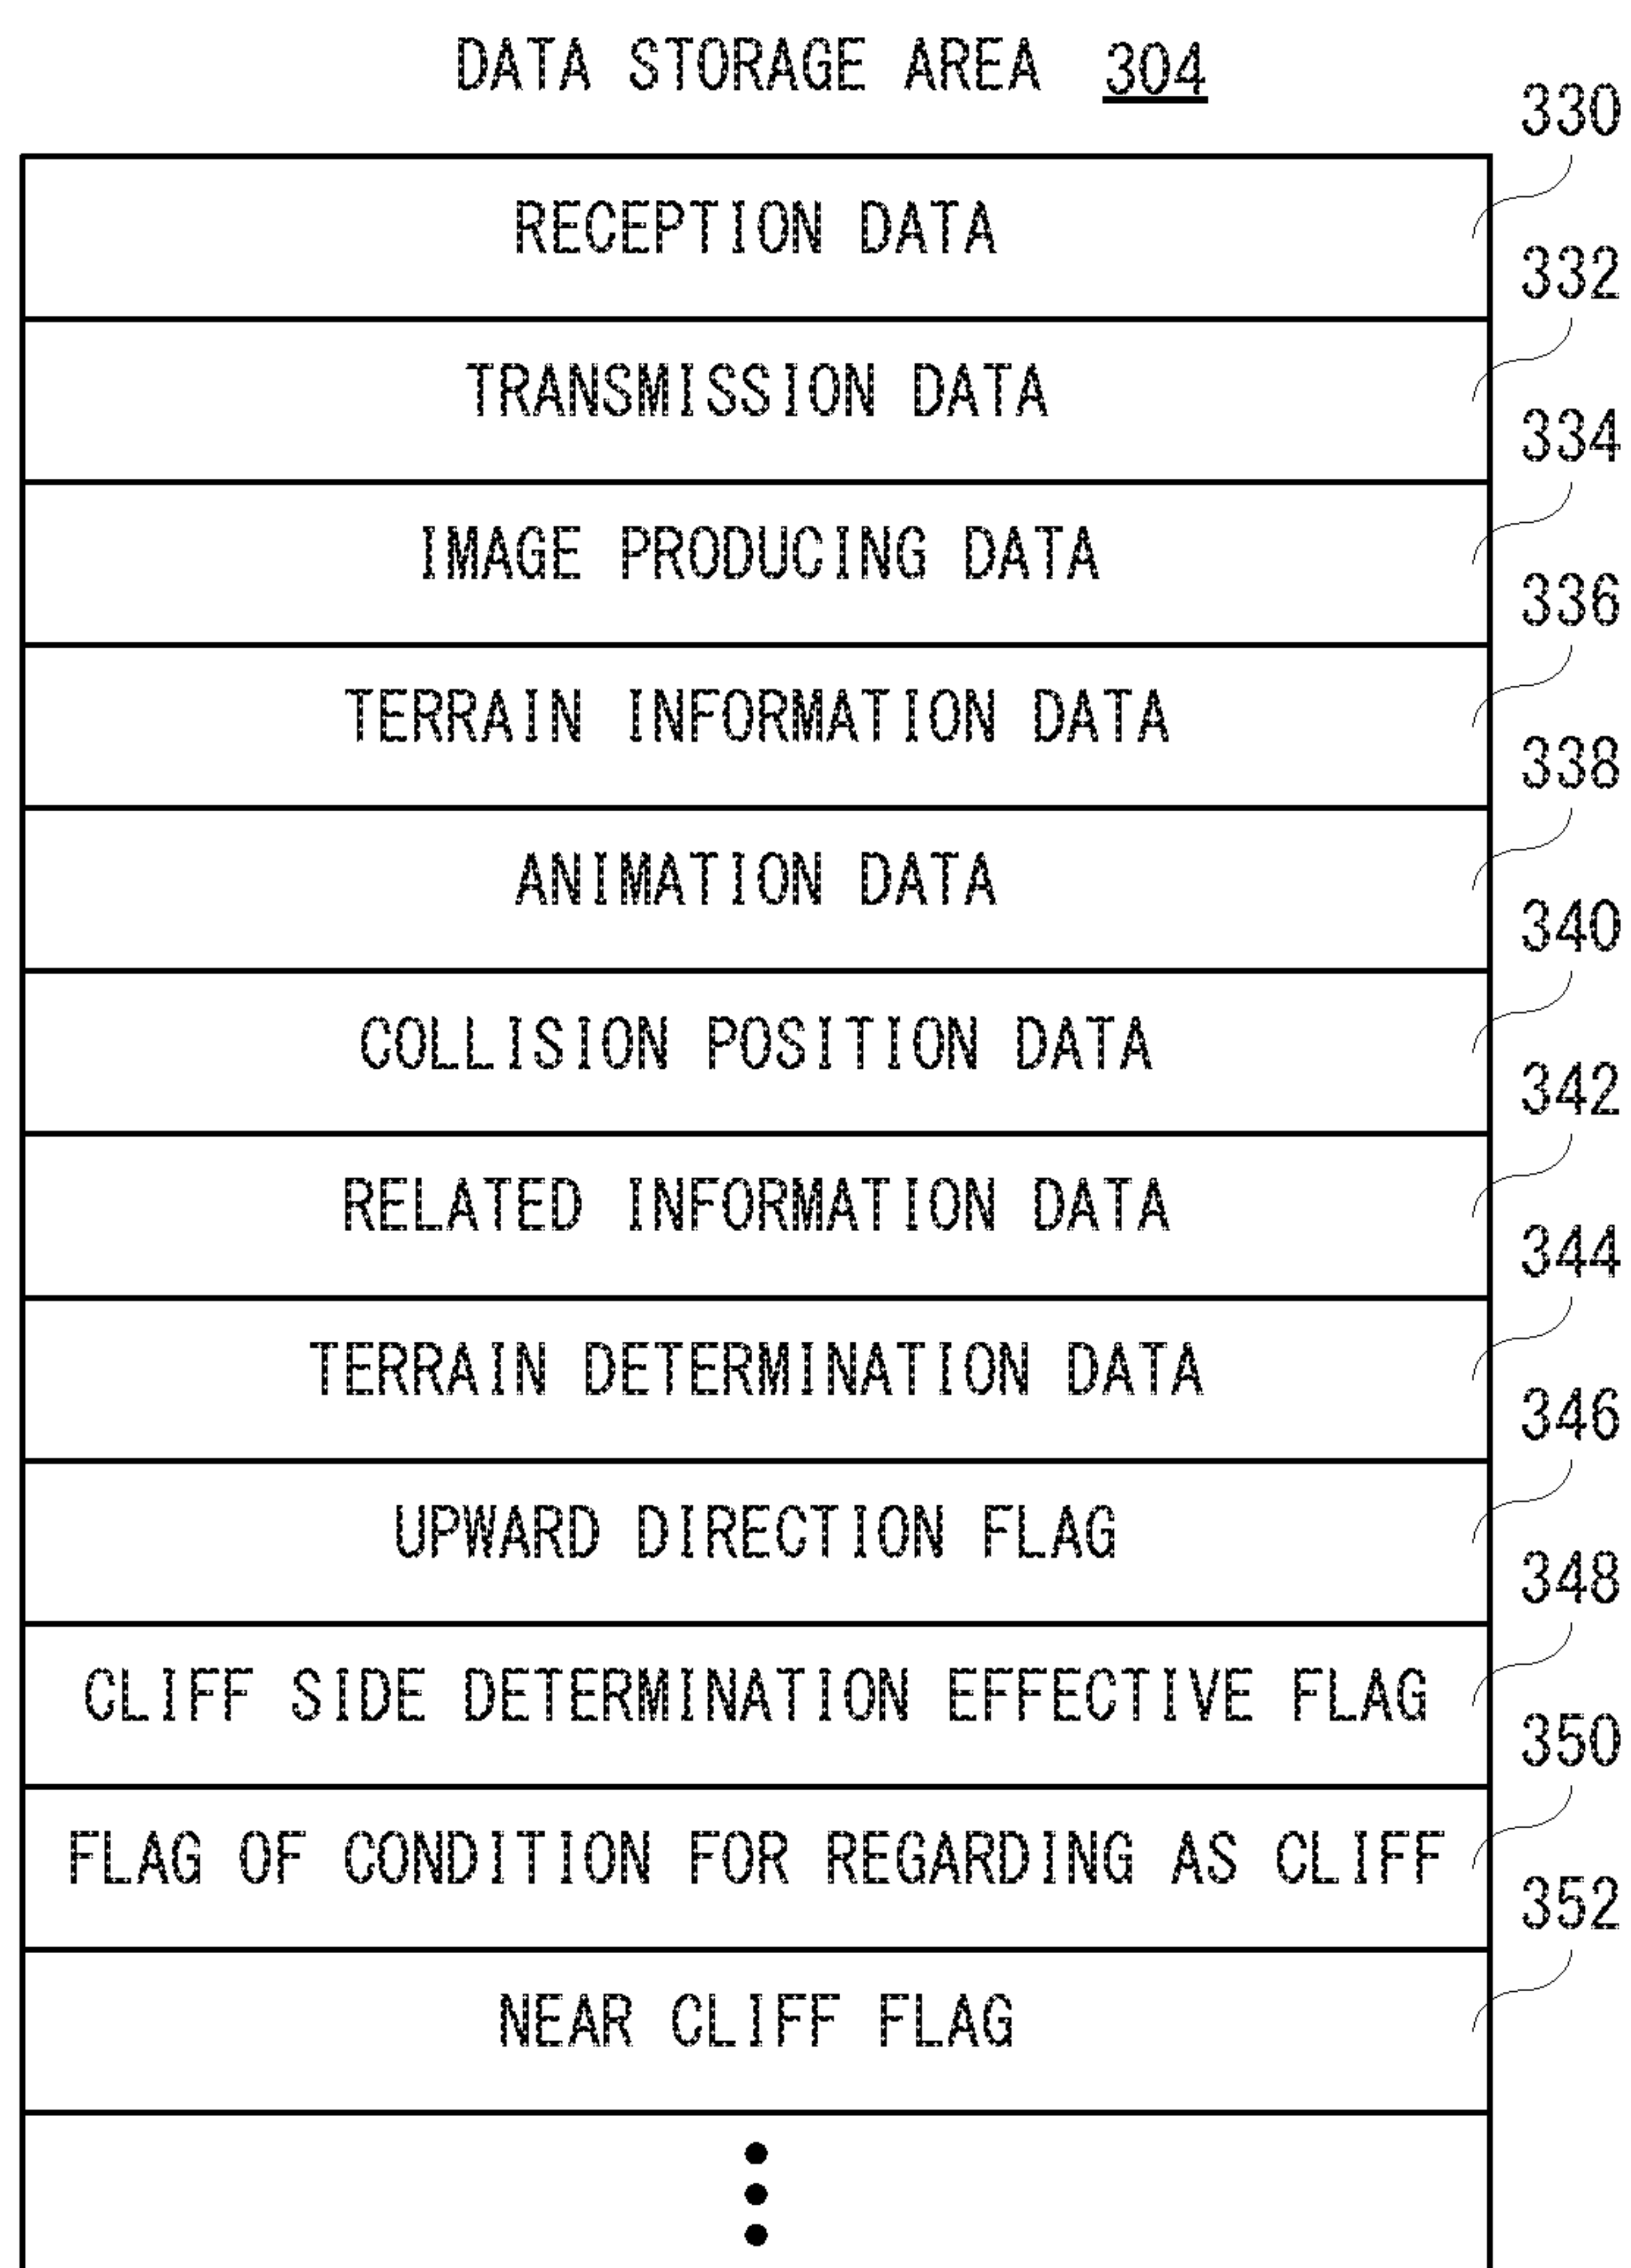 DATA STORAGE AREA 304
330
RECEPTION DATA
332
TRANSMISSION DATA
334
IMAGE PRODUCING DATA
336
TERRAIN INFORMATION DATA
338
ANIMATION DATA
340
COLLISION POSITION DATA
342
RELATED INFORMATION DATA
344
TERRAIN DETERMINATION DATA
346
UPWARD DIRECTION FLAG
348
CLIFF SIDE DETERMINATION EFFECTIVE FLAG
350
FLAG OF CONDITION FOR REGARDING AS CLIFF
352
NEAR CLIFF FLAG